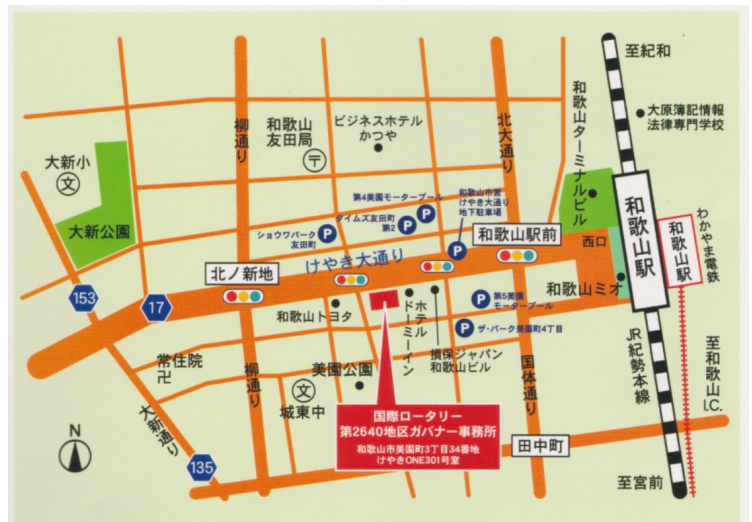 至紀和
大原簿記情報
法律専門学校
和歌山ターミナルビル
北大通り
ビジネスホテル
かつや
和歌山
友田局
〒
柳通り
大新小
文
大新公園
第4美園モータープール
P
タイムズ友田町
第2
P
ショウワパーク
友田町
P
和歌山市営
けやき大通り
地下駐車場
P
和歌山駅前
西口
和歌山駅
和歌山駅
わかやま電鉄
けやき大通り
北ノ新地
153
17
和歌山トヨタ
ホテル
ドーミーイン
損保ジャパン
和歌山ビル
第5美園
モータープール
P
ザ・パーク美園町4丁目
P
和歌山ミオ
JR紀勢本線
至和歌山I.C.
常住院
卍
柳通り
美園公園
文
城東中
国体通り
大新通り
135
国際ロータリー
第2640地区ガバナー事務所
和歌山市美園町3丁目34番地
けやきONE301号室
田中町
至宮前
N